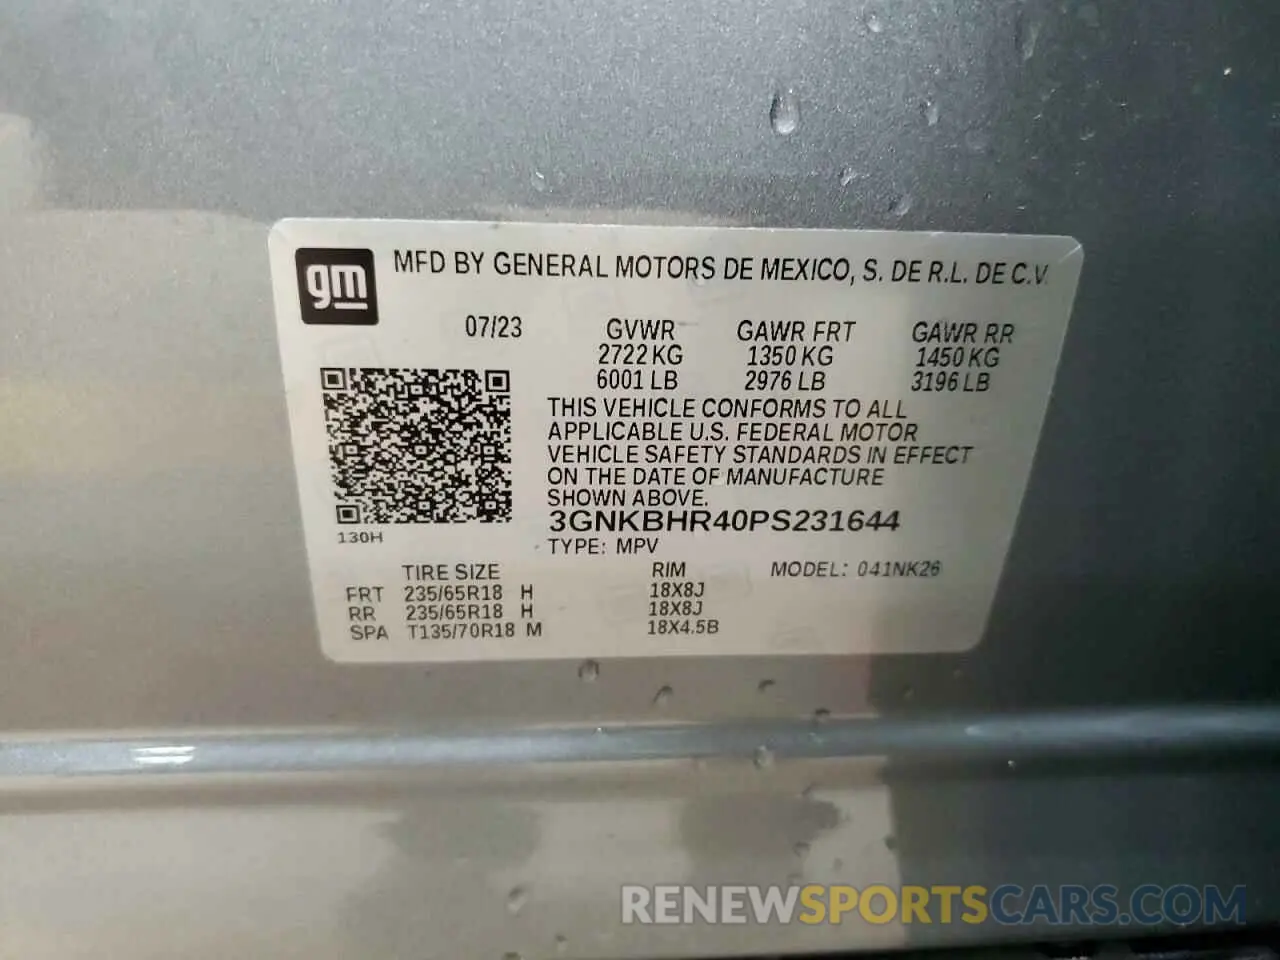 gm
MFD BY GENERAL MOTORS DE MEXICO, S. DE R.L. DE C.V.
07/23 GVWR GAWR FRT GAWR RR
2722 KG 1350 KG 1450 KG
6001 LB 2976 LB 3196 LB
THIS VEHICLE CONFORMS TO ALL
APPLICABLE U.S. FEDERAL MOTOR
VEHICLE SAFETY STANDARDS IN EFFECT
ON THE DATE OF MANUFACTURE
SHOWN ABOVE.
3GNKBHR40PS231644
130H
TYPE: MPV
TIRE SIZE RIM MODEL: 041NK26
FRT 235/65R18 H 18X8J
RR 235/65R18 H 18X8J
SPA T135/70R18 M 18X4.5B
RENEWSPORTSCARS.COM